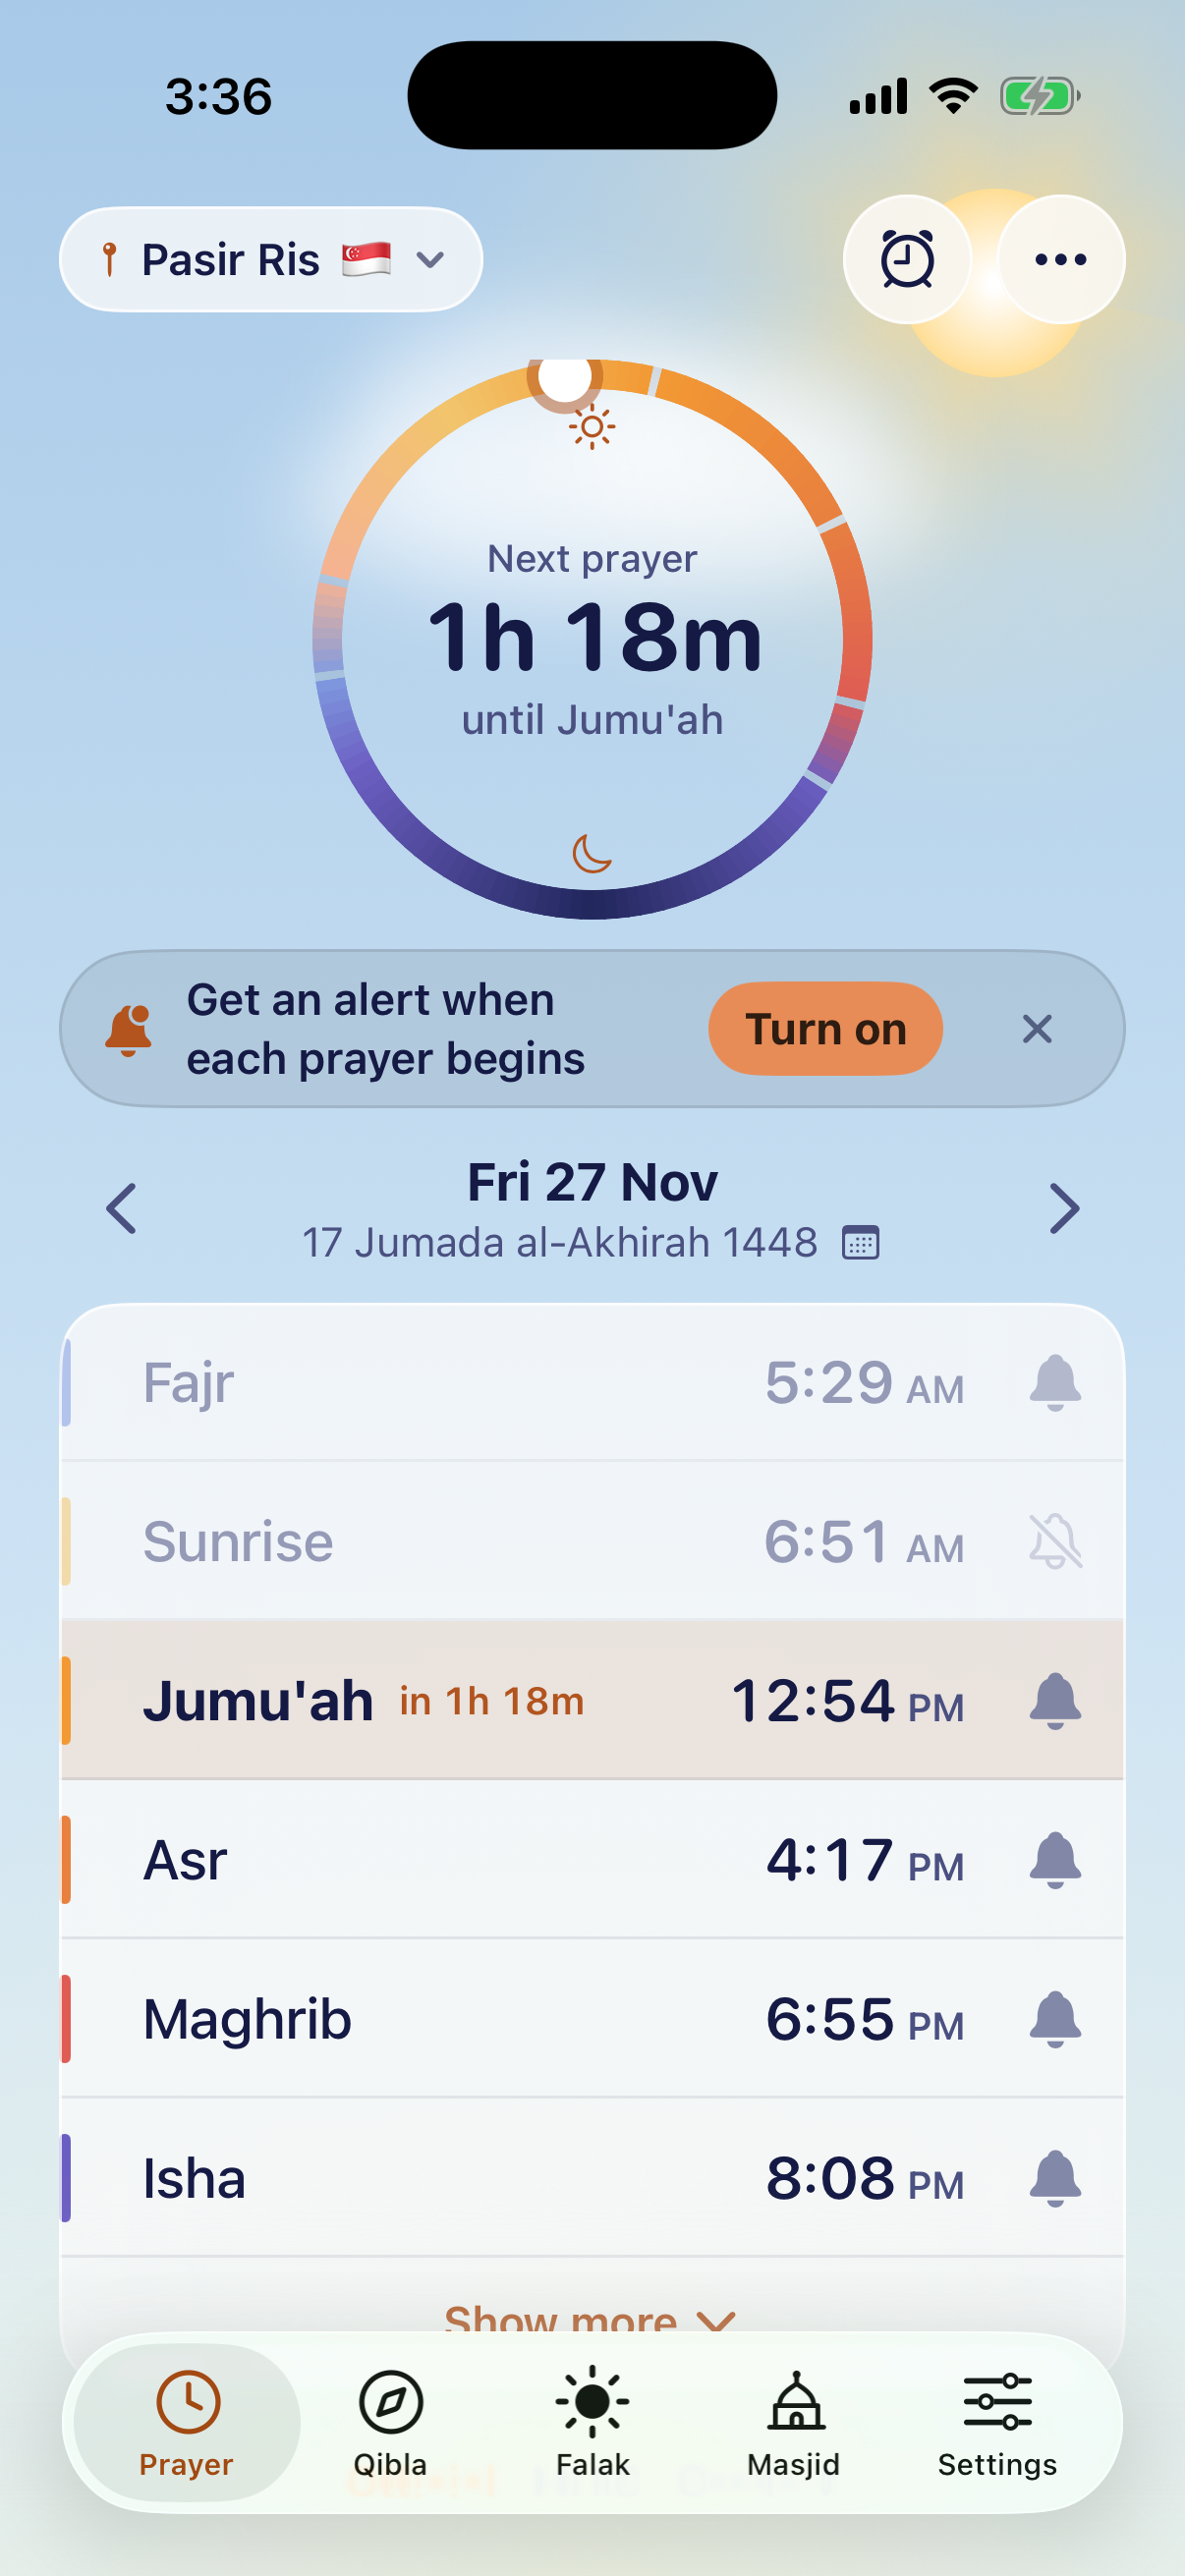 3:36
Pasir Ris
Next prayer
1h 18m
until Jumu'ah
Get an alert when
each prayer begins
Turn on
Fri 27 Nov
17 Jumada al-Akhirah 1448
Fajr 5:29 AM
Sunrise 6:51 AM
Jumu'ah in 1h 18m 12:54 PM
Asr 4:17 PM
Maghrib 6:55 PM
Isha 8:08 PM
Show more
Prayer Qibla Falak Masjid Settings